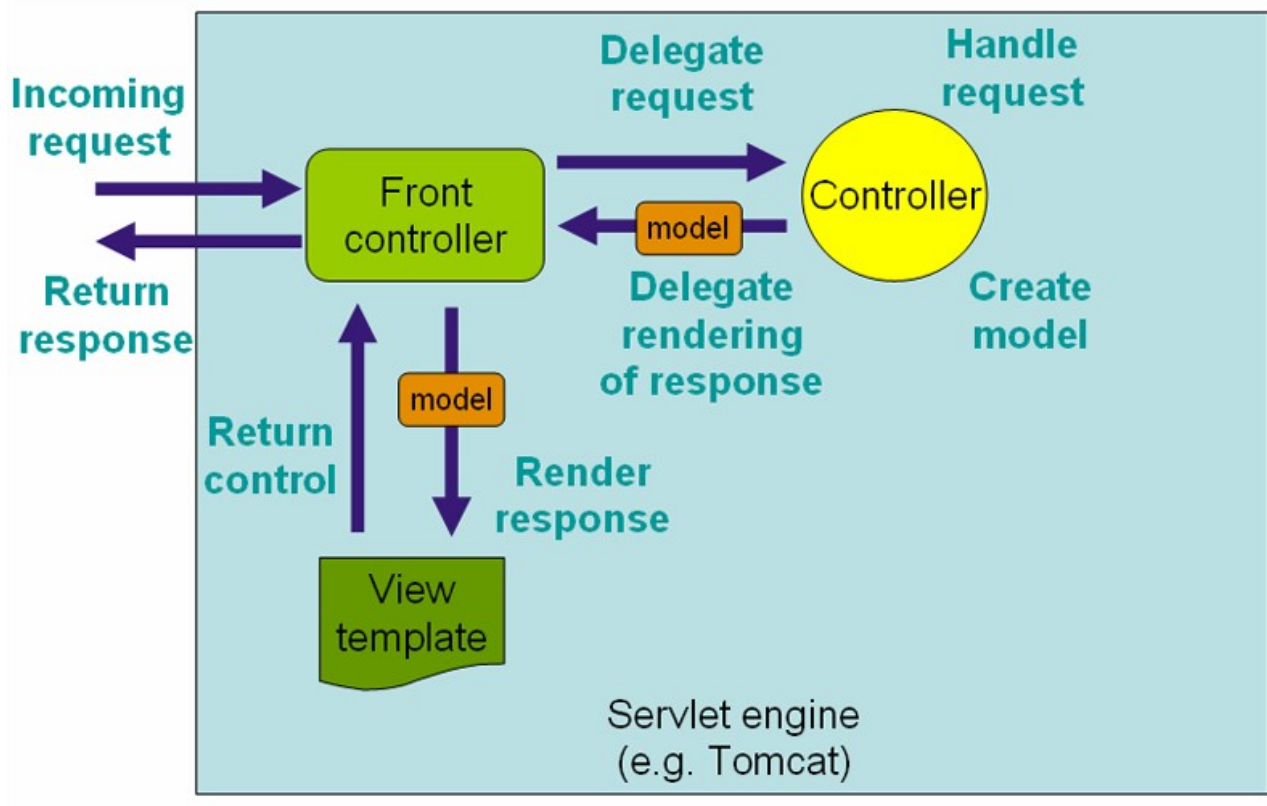 Incoming
request
Return
response
Front
controller
Delegate
request
Handle
request
Controller
model
Delegate
rendering
of response
Create
model
Return
control
model
Render
response
View
template
Servlet engine
(e.g. Tomcat)